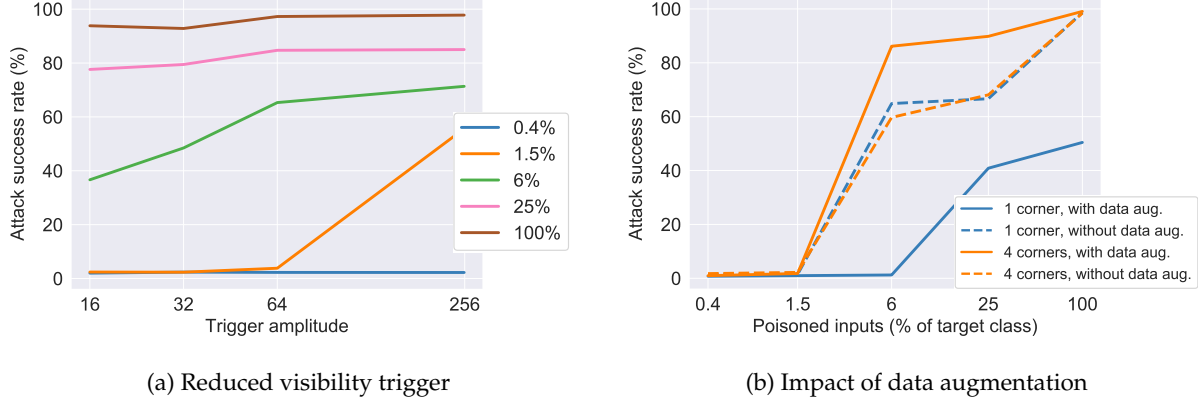 100
80
60
40
20
0
Attack success rate (%)
16
32
64
256
Trigger amplitude
0.4%
1.5%
6%
25%
100%
(a) Reduced visibility trigger
100
80
60
40
20
0
Attack success rate (%)
0.4
1.5
6
25
100
Poisoned inputs (% of target class)
1 corner, with data aug.
1 corner, without data aug.
4 corners, with data aug.
4 corners, without data aug.
(b) Impact of data augmentation